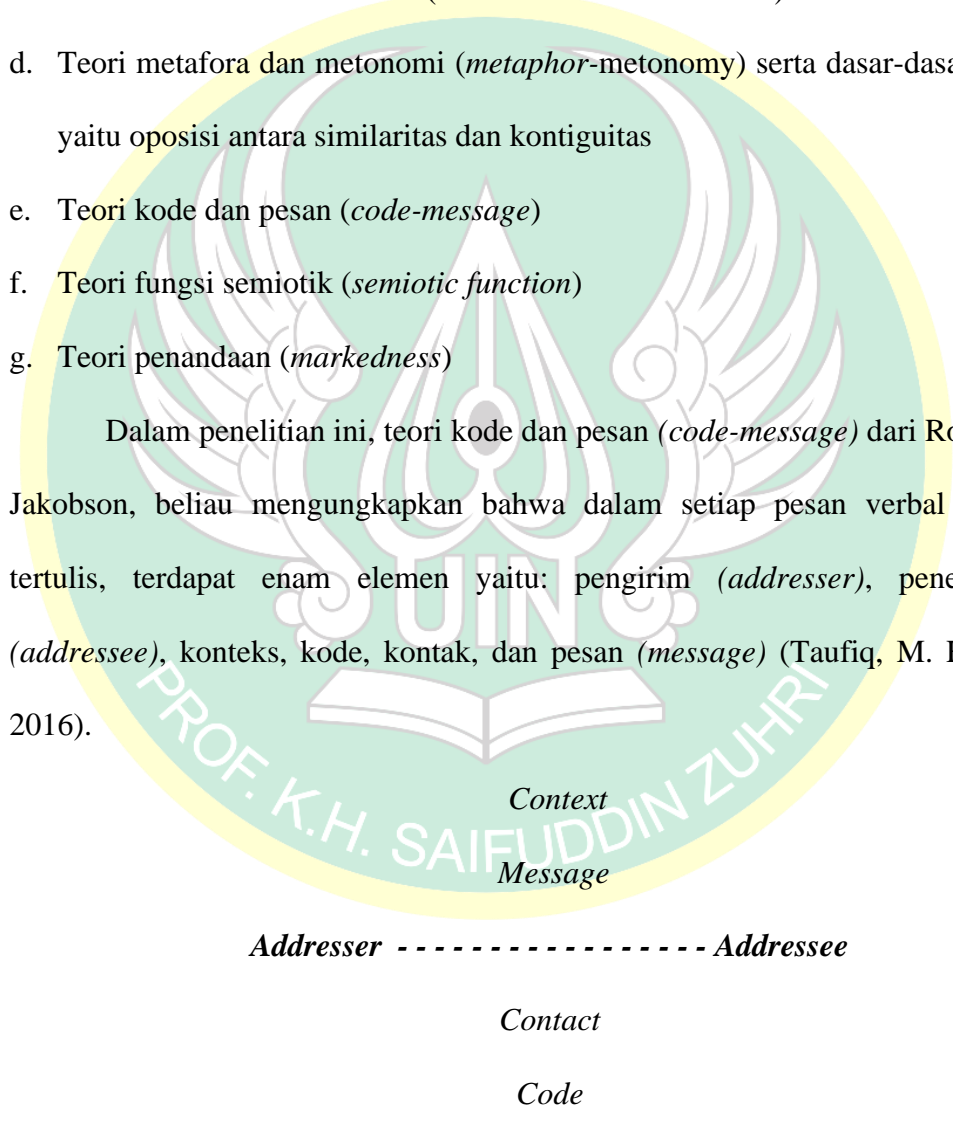 d. Teori metafora dan metonomi (metaphor-metonomy) serta dasar-dasa
yaitu oposisi antara similaritas dan kontiguitas
e. Teori kode dan pesan (code-message)
f. Teori fungsi semiotik (semiotic function)
g. Teori penandaan (markedness)
Dalam penelitian ini, teori kode dan pesan (code-message) dari Ro
Jakobson, beliau mengungkapkan bahwa dalam setiap pesan verbal
tertulis, terdapat enam elemen yaitu: pengirim (addresser), pene
(addressee), konteks, kode, kontak, dan pesan (message) (Taufiq, M.
2016).
Context
Message
Addresser - - - - - - - - - - - - - - - - - Addressee
Contact
Code
UIN
PROF. K.H. SAIFUDDIN ZUHRI